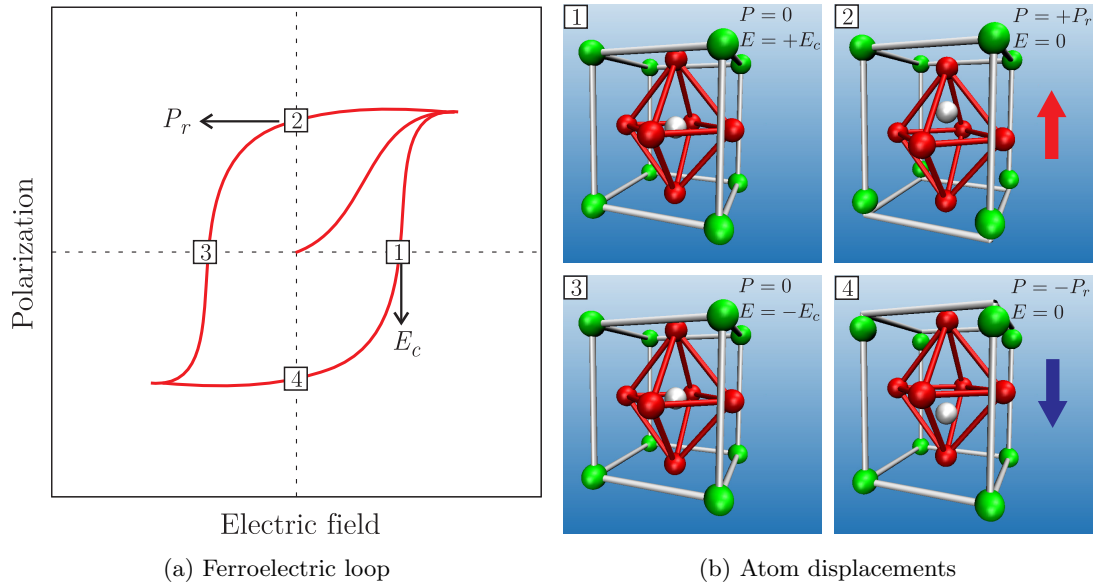 Polarization
P_r
2
3
1
E_c
4
Electric field
(a) Ferroelectric loop
1
P = 0
E = +E_c
2
P = +P_r
E = 0
3
P = 0
E = −E_c
4
P = −P_r
E = 0
(b) Atom displacements